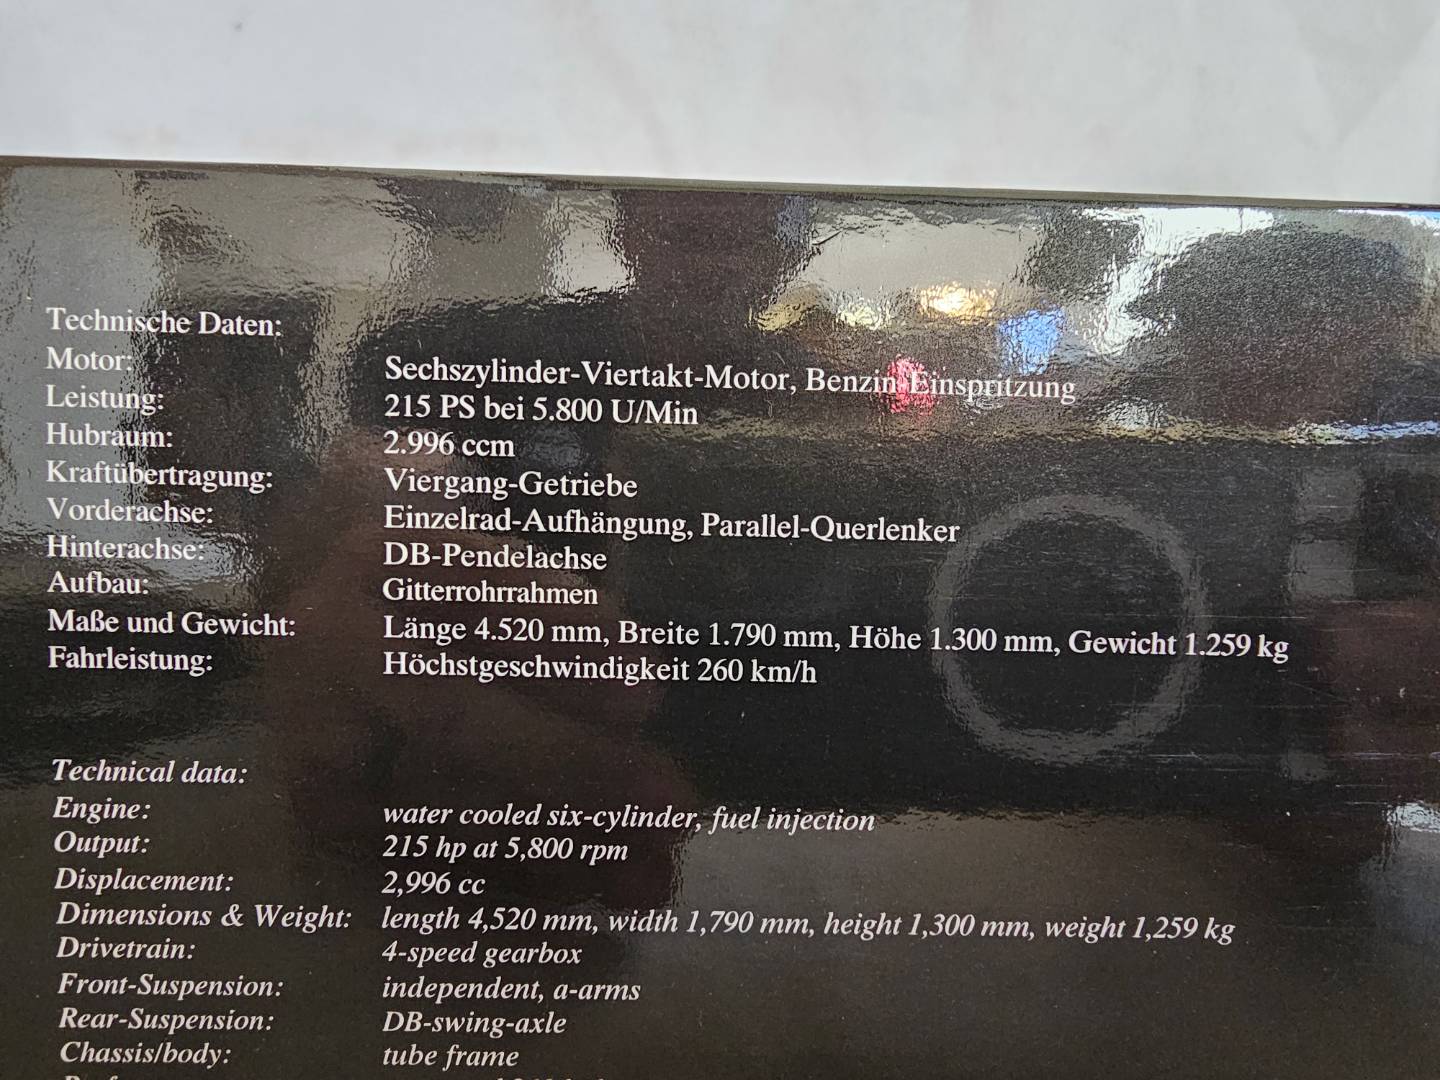 Technische Daten:
Motor: Sechszylinder-Viertakt-Motor, Benzin-Einspritzung
Leistung: 215 PS bei 5.800 U/Min
Hubraum: 2.996 ccm
Kraftübertragung: Viergang-Getriebe
Vorderachse: Einzelrad-Aufhängung, Parallel-Querlenker
Hinterachse: DB-Pendelachse
Aufbau: Gitterrohrrahmen
Maße und Gewicht: Länge 4.520 mm, Breite 1.790 mm, Höhe 1.300 mm, Gewicht 1.259 kg
Fahrleistung: Höchstgeschwindigkeit 260 km/h
Technical data:
Engine: water cooled six-cylinder, fuel injection
Output: 215 hp at 5,800 rpm
Displacement: 2,996 cc
Dimensions & Weight: length 4,520 mm, width 1,790 mm, height 1,300 mm, weight 1,259 kg
Drivetrain: 4-speed gearbox
Front-Suspension: independent, a-arms
Rear-Suspension: DB-swing-axle
Chassis/body: tube frame